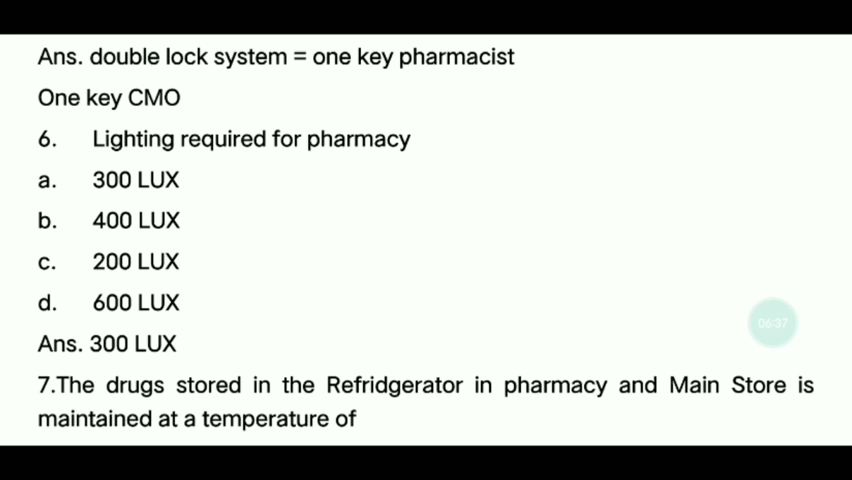 Ans. double lock system = one key pharmacist
One key CMO
6. Lighting required for pharmacy
a. 300 LUX
b. 400 LUX
c. 200 LUX
d. 600 LUX
06:37
Ans. 300 LUX
7.The drugs stored in the Refridgerator in pharmacy and Main Store is
maintained at a temperature of